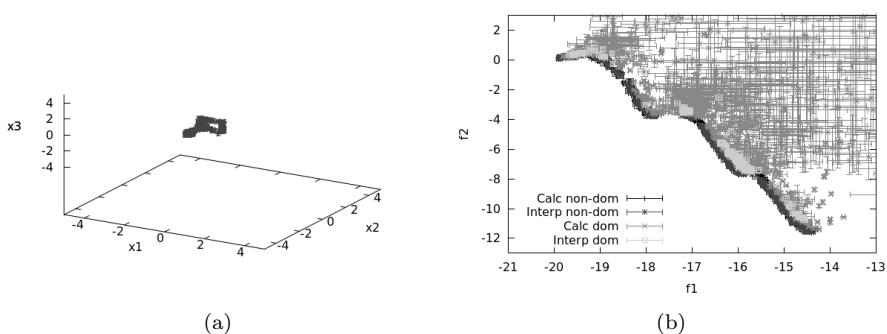 x3
4
2
0
-2
-4
-4
-2
0
2
4
x1
-4
-2
0
2
4
x2
(a)
f2
2
0
-2
-4
-6
-8
-10
-12
Calc non-dom
Interp non-dom
Calc dom
Interp dom
-21 -20 -19 -18 -17 -16 -15 -14 -13
f1
(b)